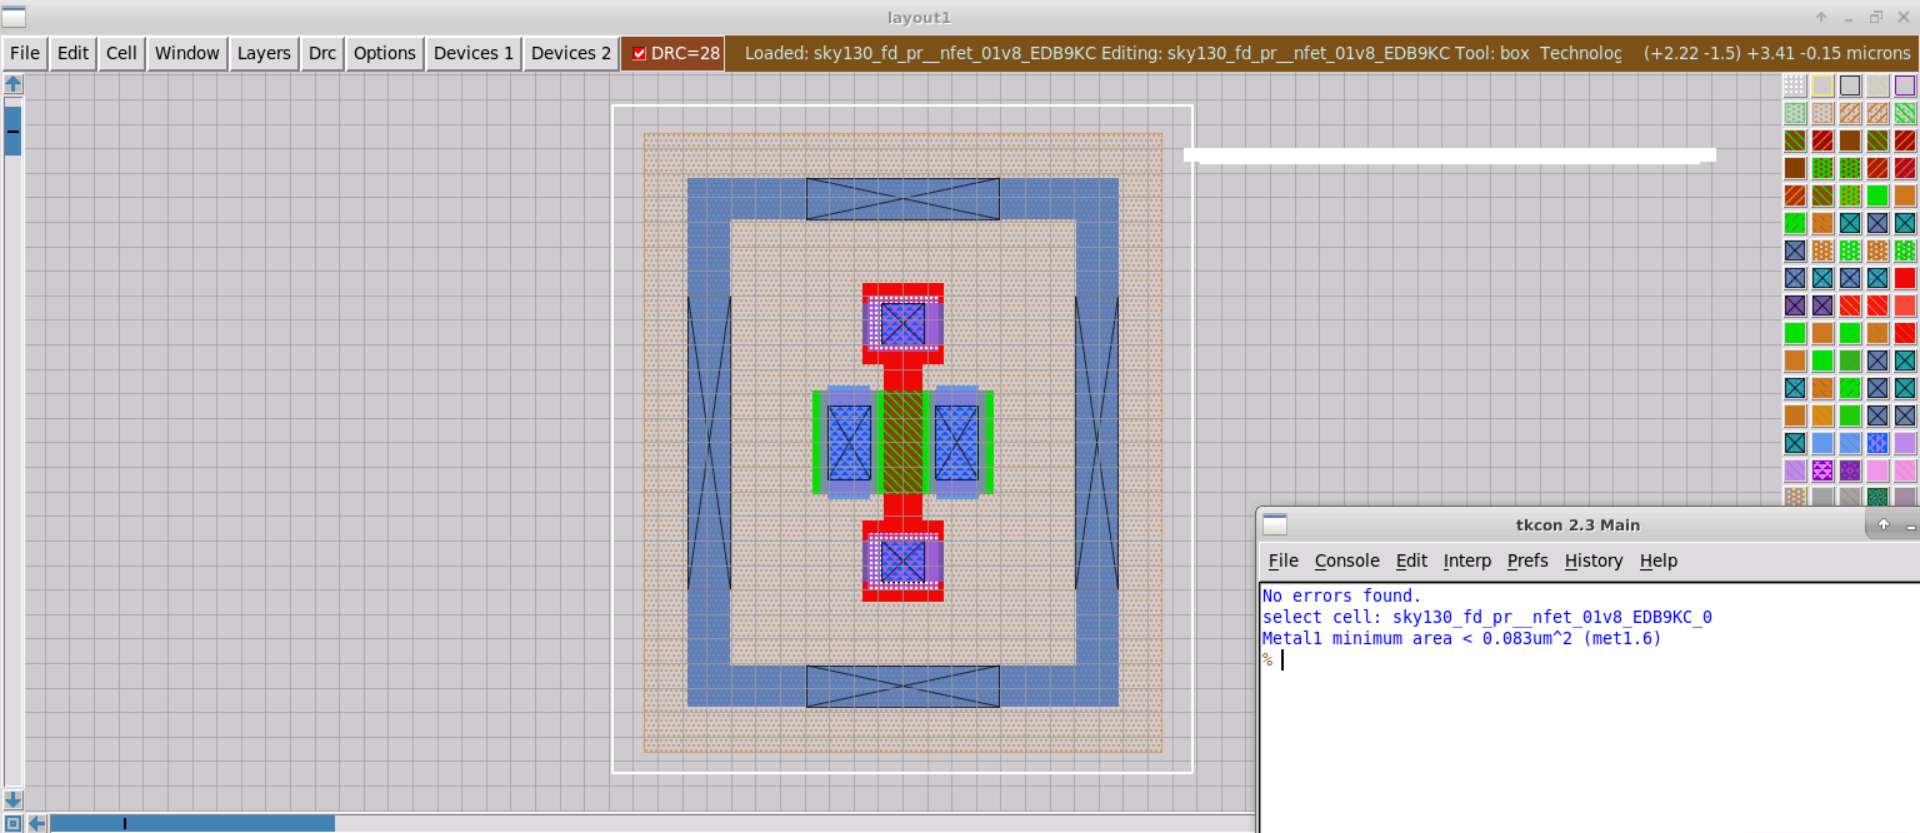 layout1
File Edit Cell Window Layers Drc Options Devices 1 Devices 2 DRC=28 Loaded: sky130_fd_pr__nfet_01v8_EDB9KC Editing: sky130_fd_pr__nfet_01v8_EDB9KC Tool: box Technolog (+2.22 -1.5) +3.41 -0.15 microns
tkcon 2.3 Main
File Console Edit Interp Prefs History Help
No errors found.
select cell: sky130_fd_pr__nfet_01v8_EDB9KC_0
Metal1 minimum area < 0.083um^2 (met1.6)
%